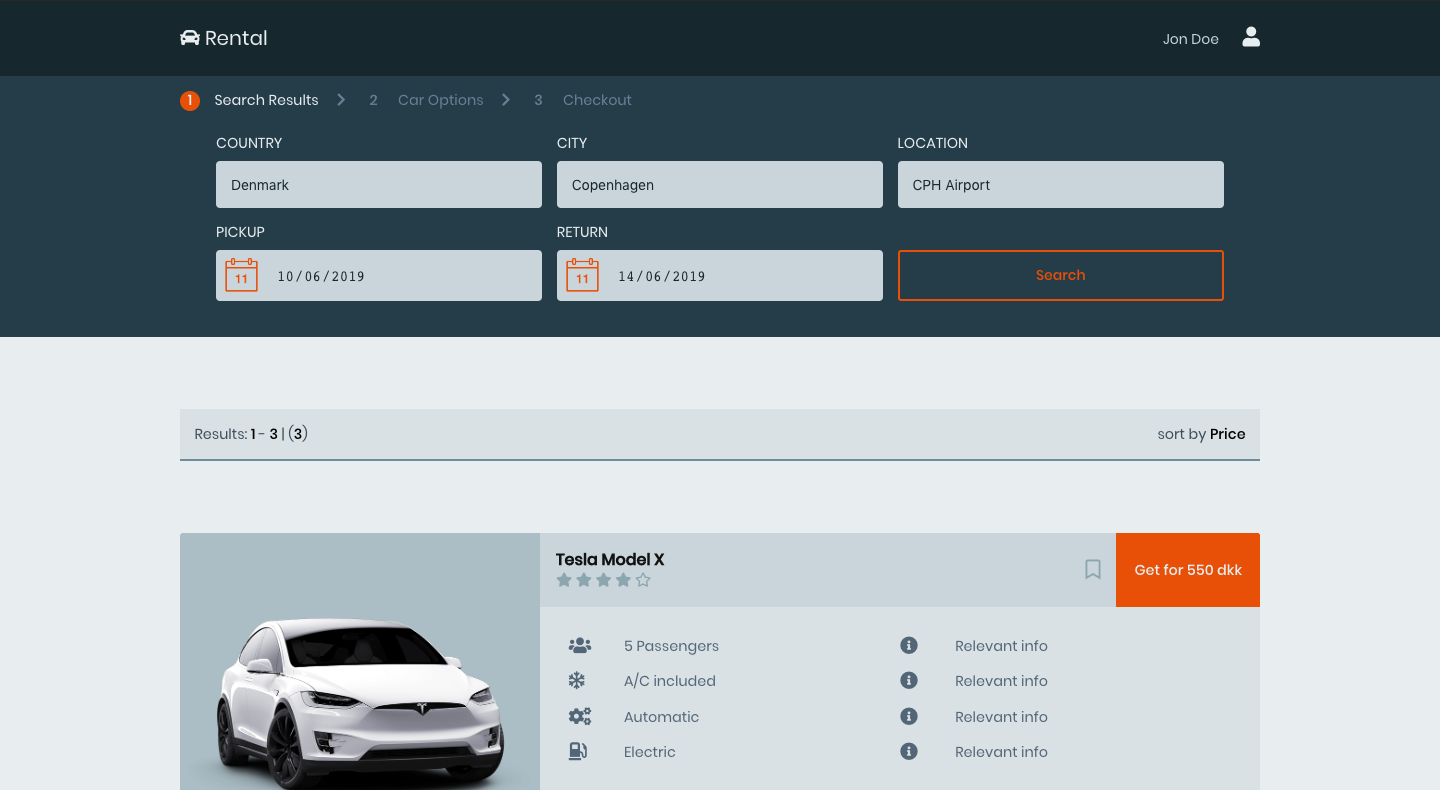 Rental
Jon Doe
1 Search Results 2 Car Options 3 Checkout
COUNTRY CITY LOCATION
Denmark Copenhagen CPH Airport
PICKUP RETURN
11 10/06/2019 11 14/06/2019 Search
Results: 1 - 3 | (3) sort by Price
Tesla Model X
Get for 550 dkk
5 Passengers Relevant info
A/C included Relevant info
Automatic Relevant info
Electric Relevant info